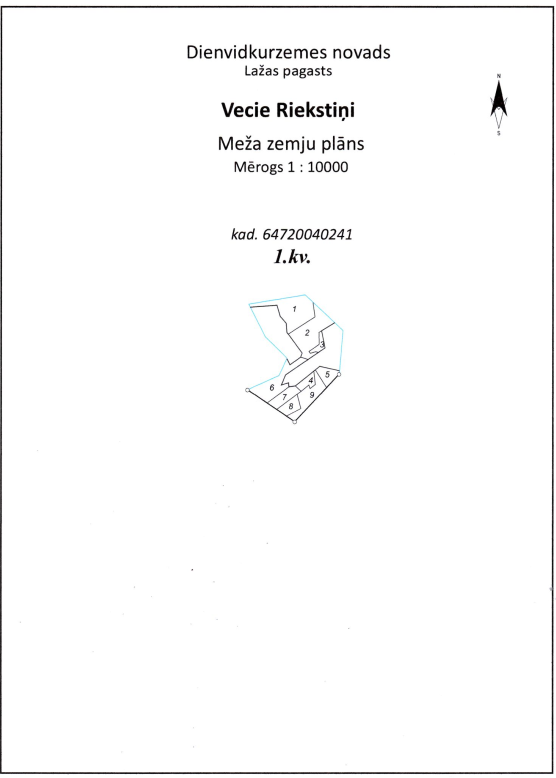 Dienvidkurzemes novads
Lažas pagasts
N
Vecie Riekstiņi
S
Meža zemju plāns
Mērogs 1 : 10000
kad. 64720040241
1.kv.
1
2
3
4
5
6
7
8
9